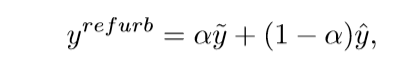 y^{refurb} = αỹ + (1 − α)ŷ,